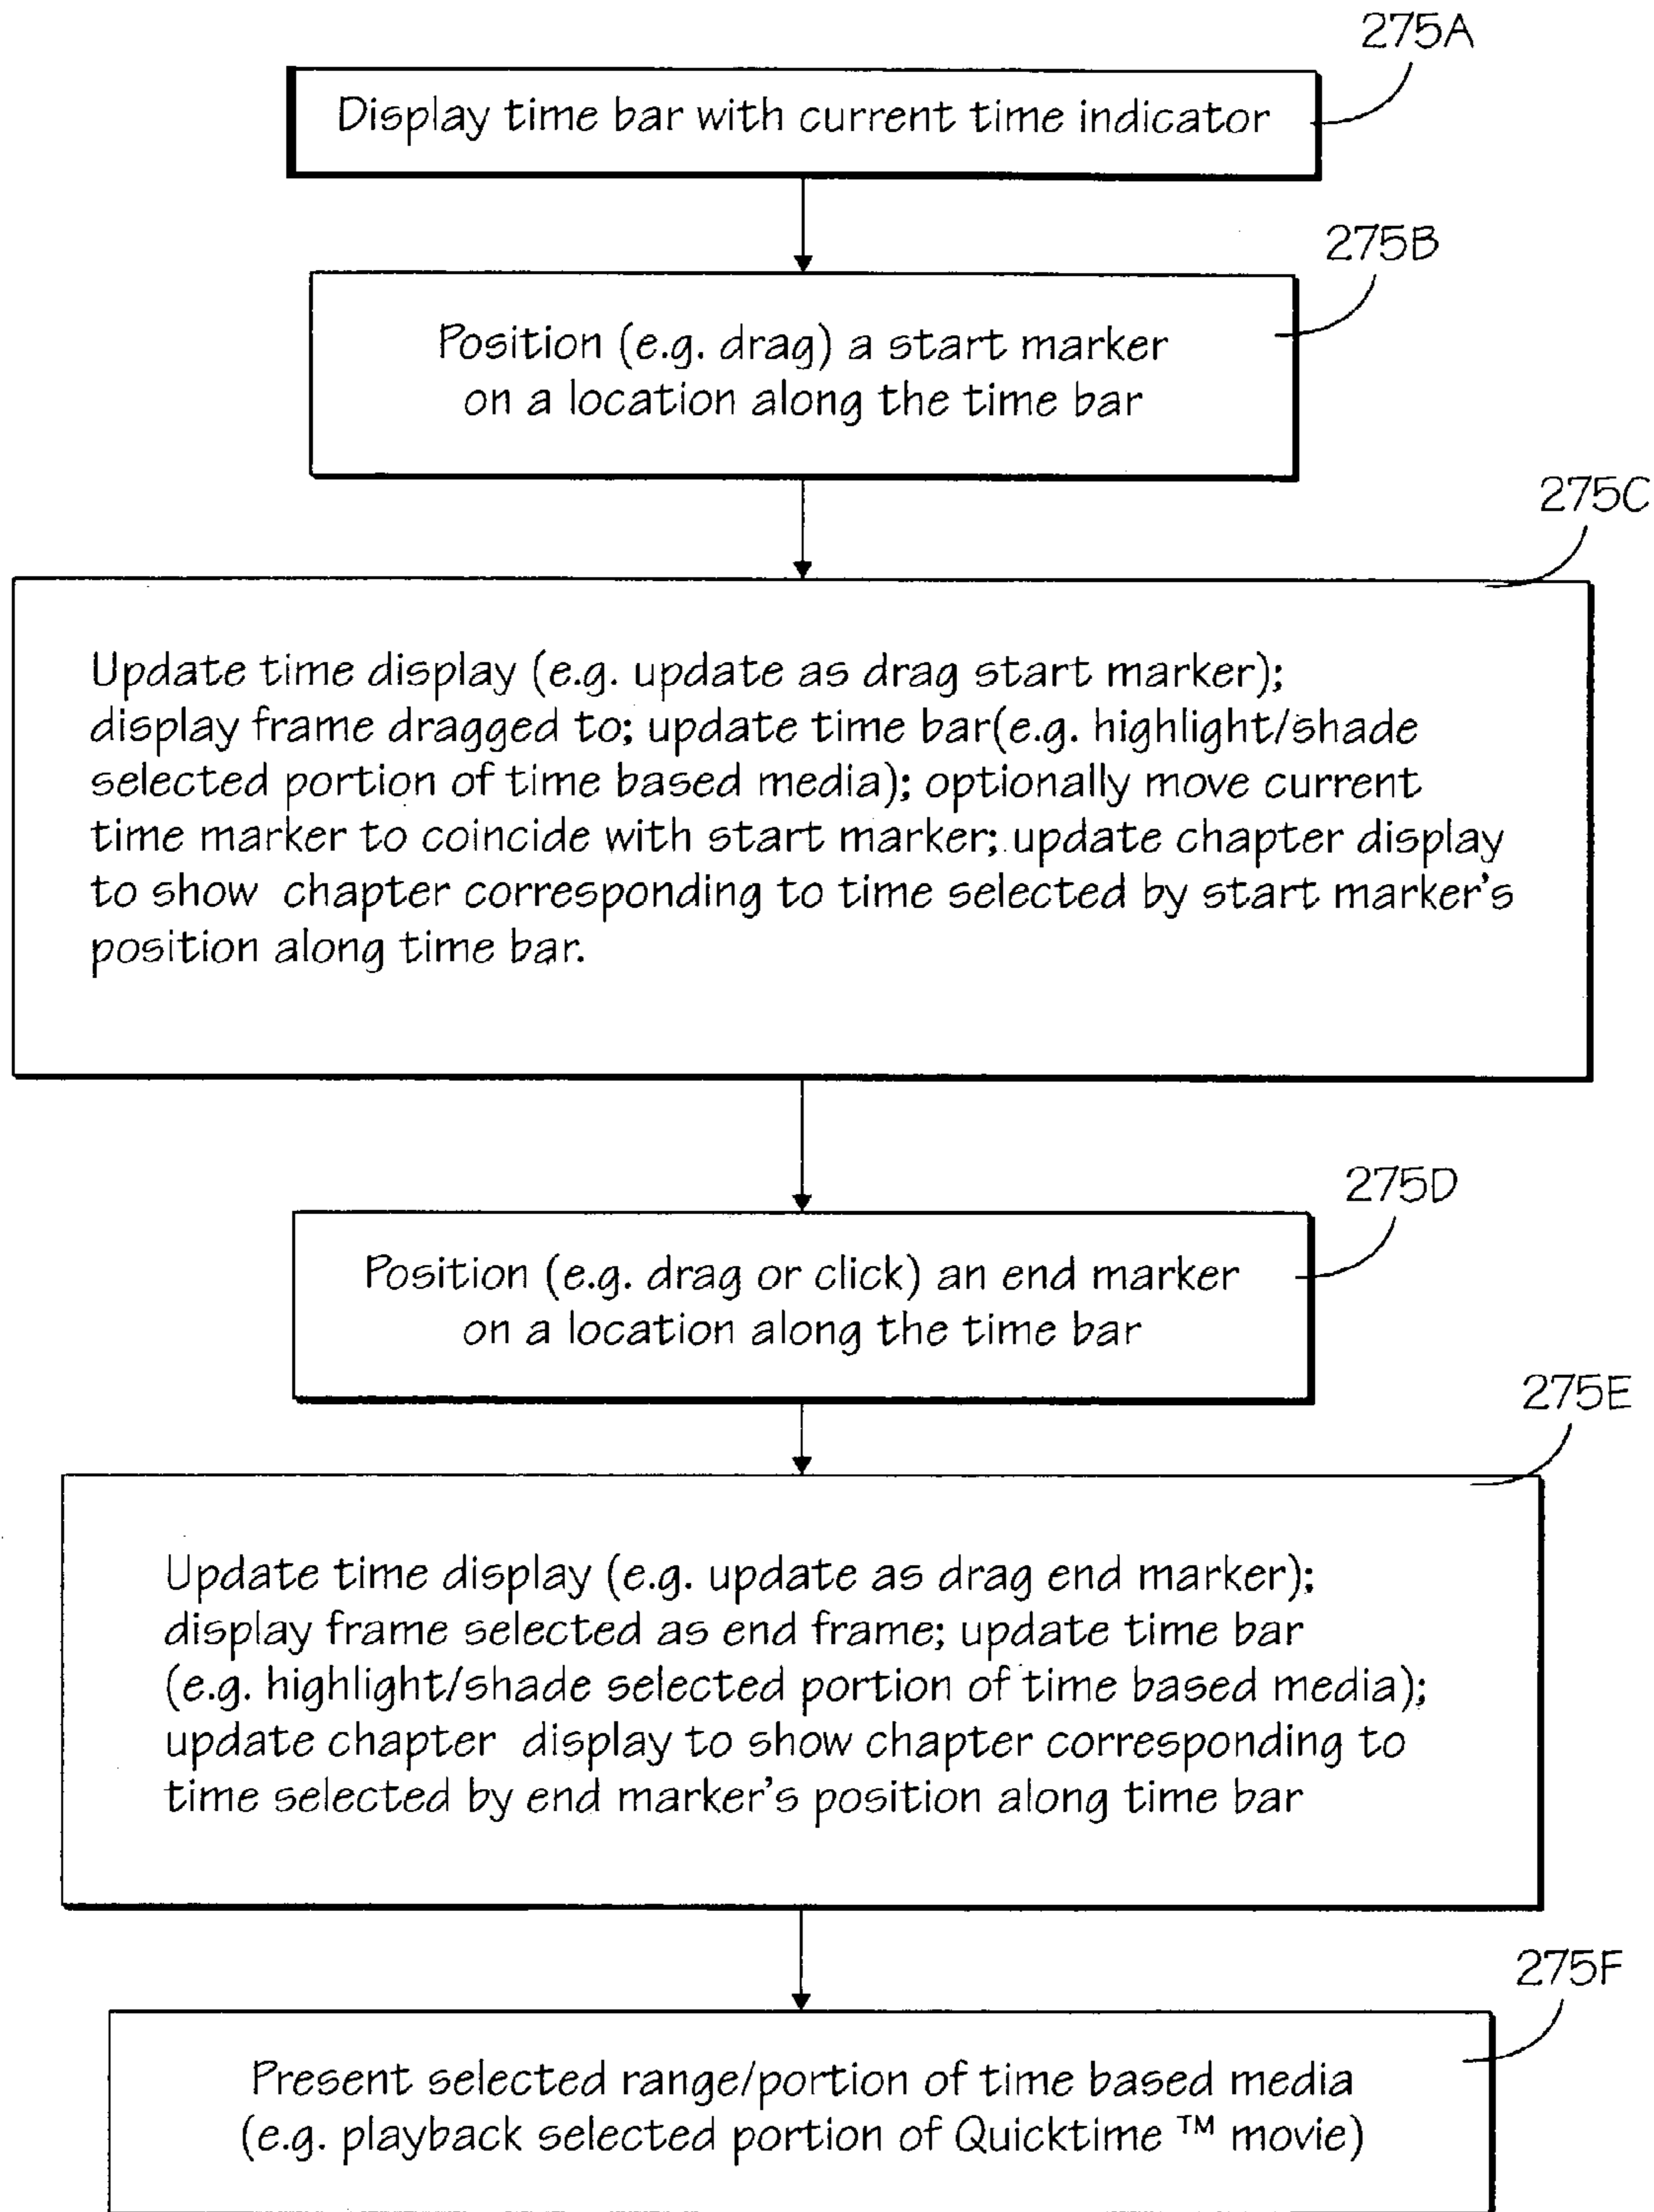 275A
Display time bar with current time indicator
275B
Position (e.g. drag) a start marker
on a location along the time bar
275C
Update time display (e.g. update as drag start marker);
display frame dragged to; update time bar(e.g. highlight/shade
selected portion of time based media); optionally move current
time marker to coincide with start marker; update chapter display
to show chapter corresponding to time selected by start marker's
position along time bar.
275D
Position (e.g. drag or click) an end marker
on a location along the time bar
275E
Update time display (e.g. update as drag end marker);
display frame selected as end frame; update time bar
(e.g. highlight/shade selected portion of time based media);
update chapter display to show chapter corresponding to
time selected by end marker's position along time bar
275F
Present selected range/portion of time based media
(e.g. playback selected portion of Quicktime ™ movie)